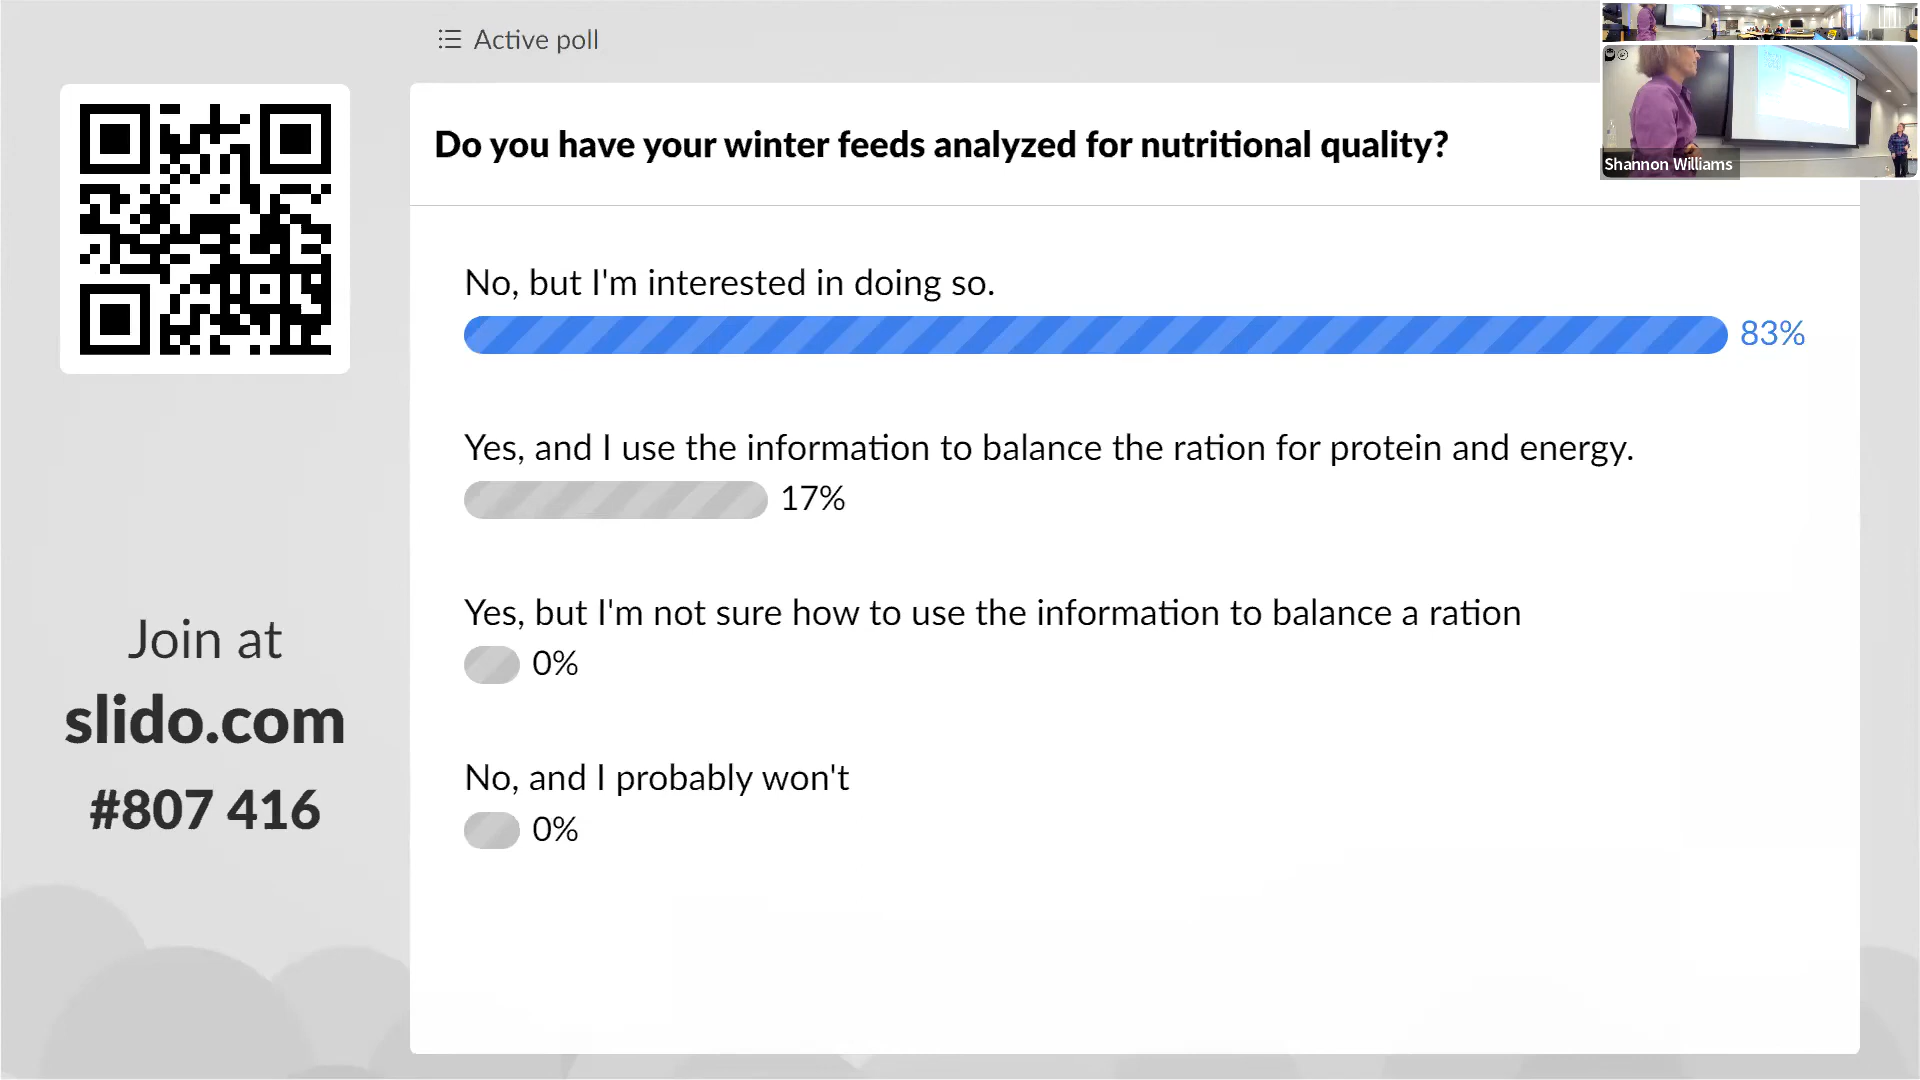 Active poll
Do you have your winter feeds analyzed for nutritional quality?
No, but I'm interested in doing so.
83%
Yes, and I use the information to balance the ration for protein and energy.
17%
Yes, but I'm not sure how to use the information to balance a ration
0%
No, and I probably won't
0%
Join at
slido.com
#807 416
Shannon Williams